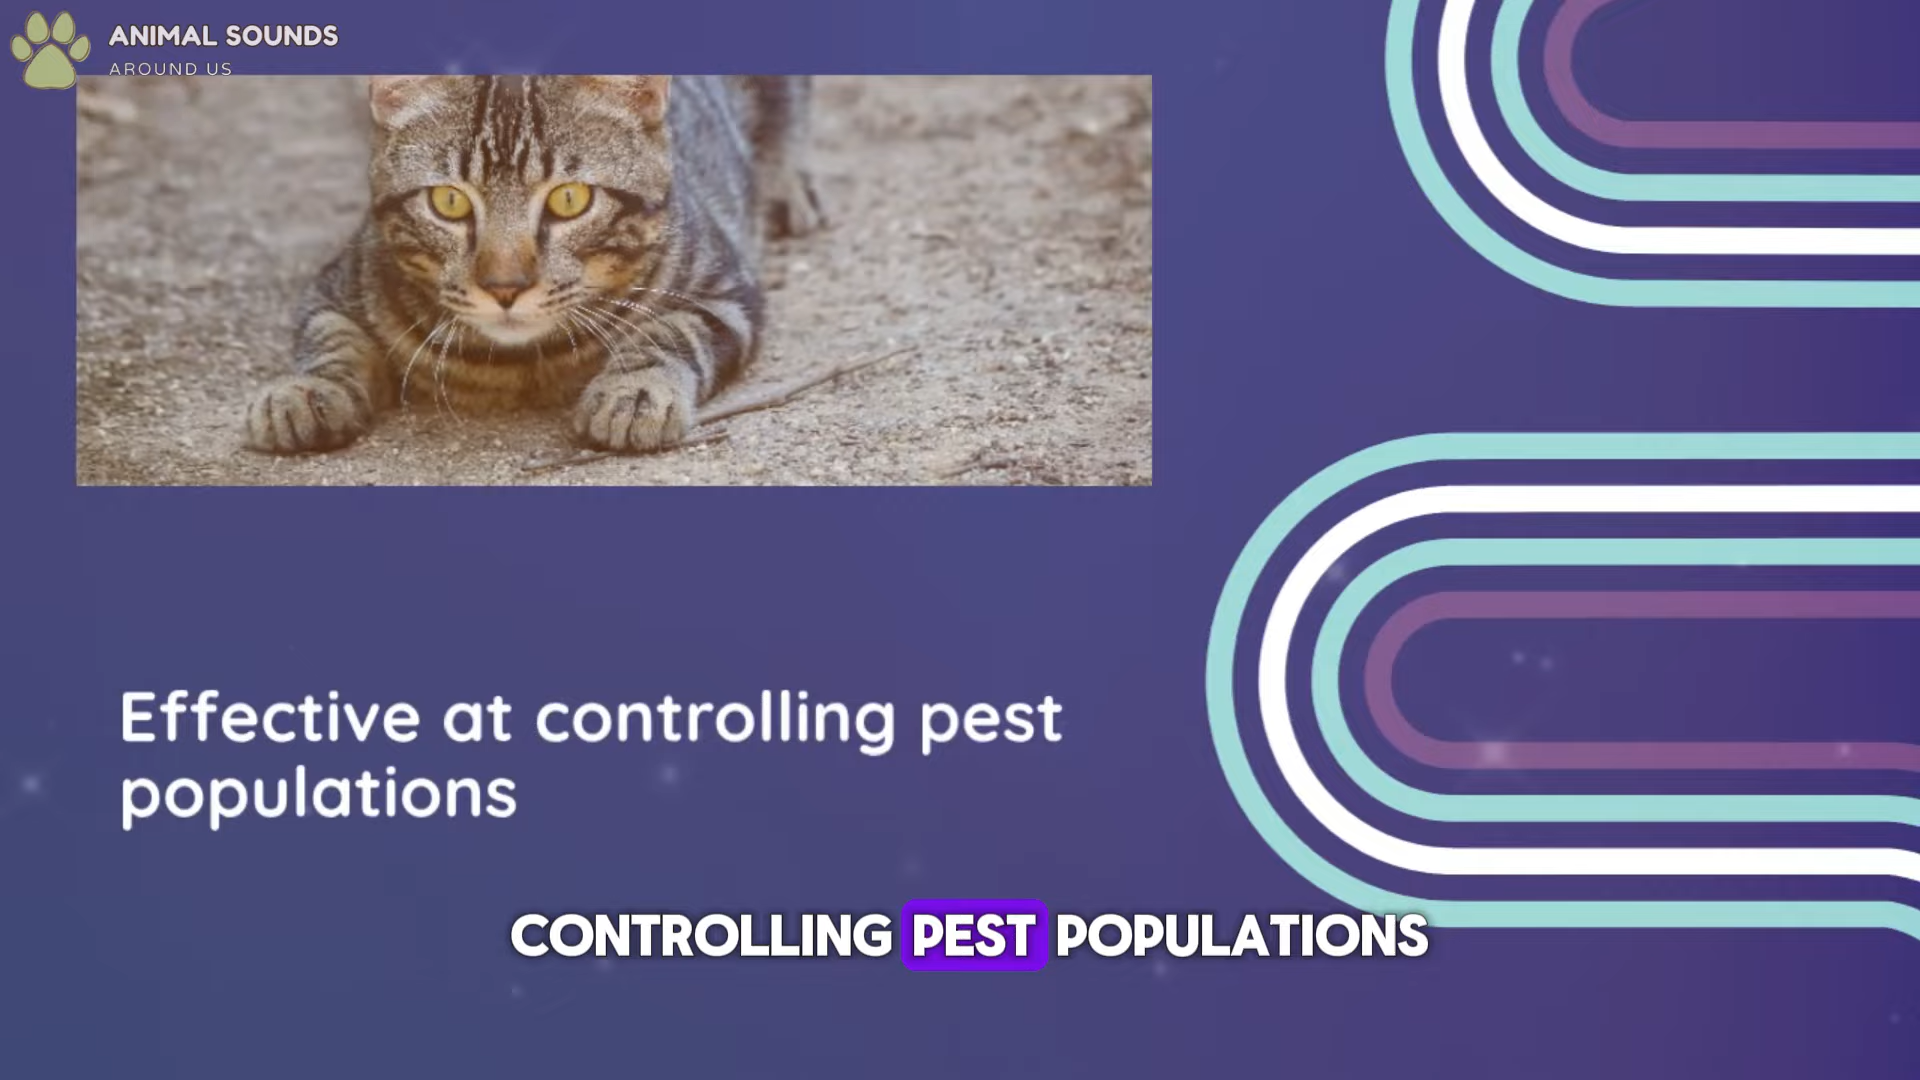 ANIMAL SOUNDS
AROUND US
Effective at controlling pest
populations
CONTROLLING PEST POPULATIONS